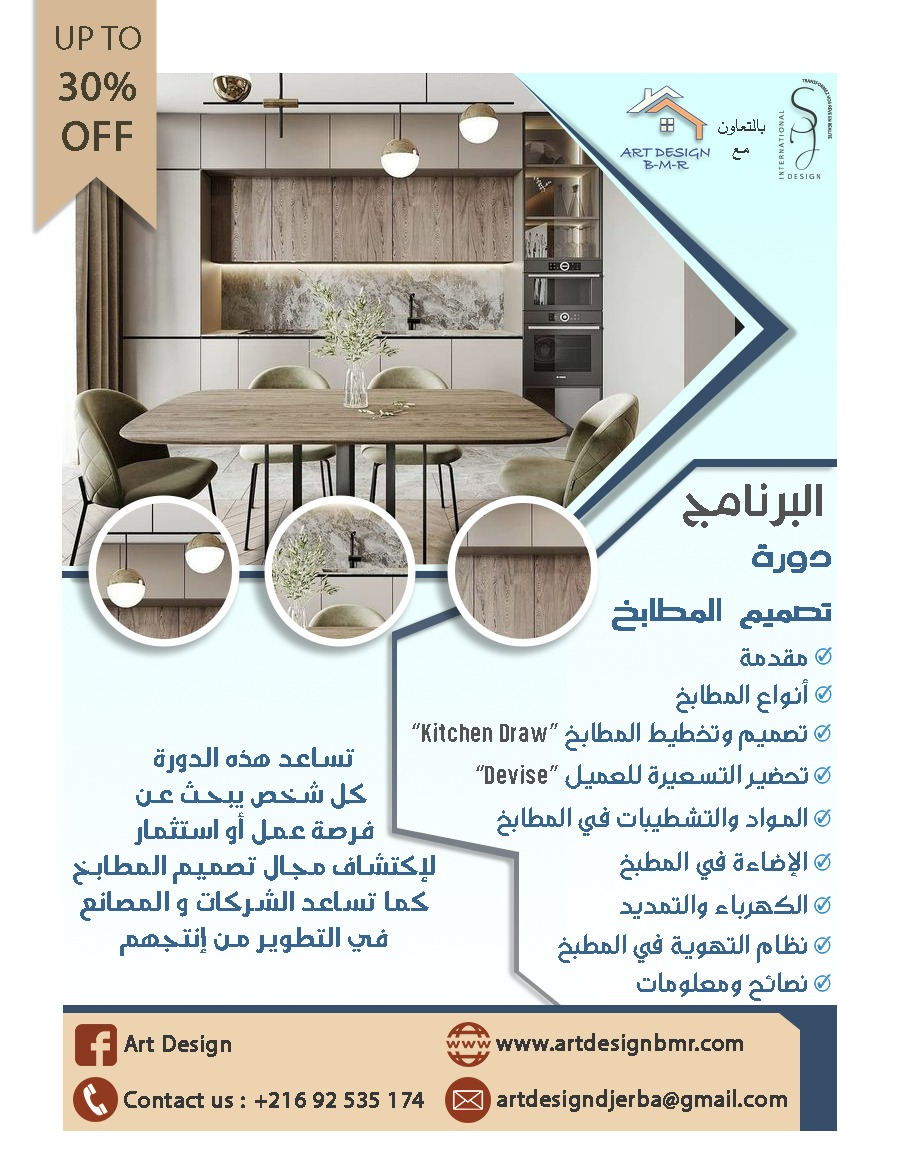 UP TO
30%
OFF
ART DESIGN
B-M-R
بالتعاون
مع
INTERNATIONAL
DESIGN
البرنامج
دورة
تصميم المطابخ
مقدمة
أنواع المطابخ
تصميم وتخطيط المطابخ "Kitchen Draw"
تحضير التسعيرة للعميل "Devise"
المواد والتشطيبات في المطابخ
الإضاءة في المطبخ
الكهرباء والتمديد
نظام التهوية في المطبخ
نصائح ومعلومات
تساعد هذه الدورة
كل شخص يبحث عن
فرصة عمل أو استثمار
لإكتشاف مجال تصميم المطابخ
كما تساعد الشركات و المصانع
في التطوير من إنتجهم
Art Design
www.artdesignbmr.com
Contact us : +216 92 535 174
artdesigndjerba@gmail.com